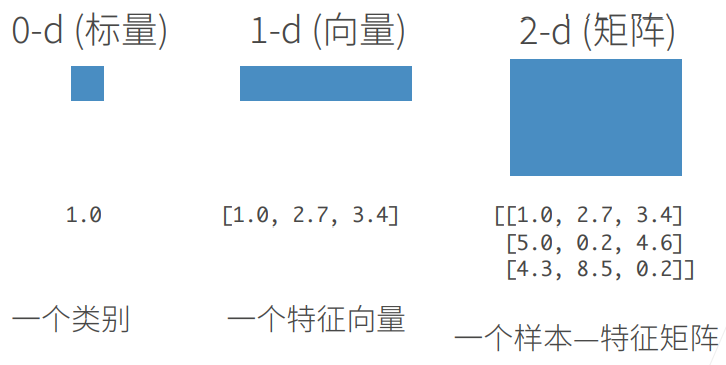 0-d (标量)
1-d (向量)
2-d (矩阵)
1.0
[1.0, 2.7, 3.4]
[[1.0, 2.7, 3.4]
[5.0, 0.2, 4.6]
[4.3, 8.5, 0.2]]
一个类别
一个特征向量
一个样本—特征矩阵